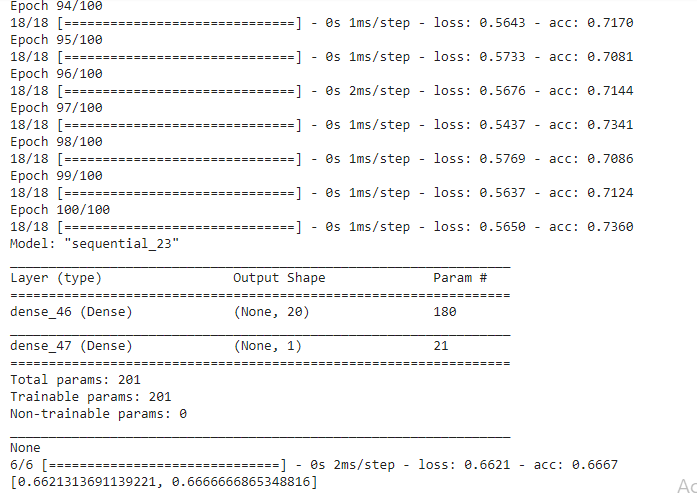 Epoch 94/100
18/18 [==============================] - 0s 1ms/step - loss: 0.5643 - acc: 0.7170
Epoch 95/100
18/18 [==============================] - 0s 1ms/step - loss: 0.5733 - acc: 0.7081
Epoch 96/100
18/18 [==============================] - 0s 2ms/step - loss: 0.5676 - acc: 0.7144
Epoch 97/100
18/18 [==============================] - 0s 1ms/step - loss: 0.5437 - acc: 0.7341
Epoch 98/100
18/18 [==============================] - 0s 1ms/step - loss: 0.5769 - acc: 0.7086
Epoch 99/100
18/18 [==============================] - 0s 1ms/step - loss: 0.5637 - acc: 0.7124
Epoch 100/100
18/18 [==============================] - 0s 1ms/step - loss: 0.5650 - acc: 0.7360
Model: "sequential_23"
_________________________________________________________________
Layer (type)                 Output Shape              Param #
=================================================================
dense_46 (Dense)             (None, 20)                180
_________________________________________________________________
dense_47 (Dense)             (None, 1)                 21
=================================================================
Total params: 201
Trainable params: 201
Non-trainable params: 0
_________________________________________________________________
None
6/6 [==============================] - 0s 2ms/step - loss: 0.6621 - acc: 0.6667
[0.6621313691139221, 0.6666666865348816]